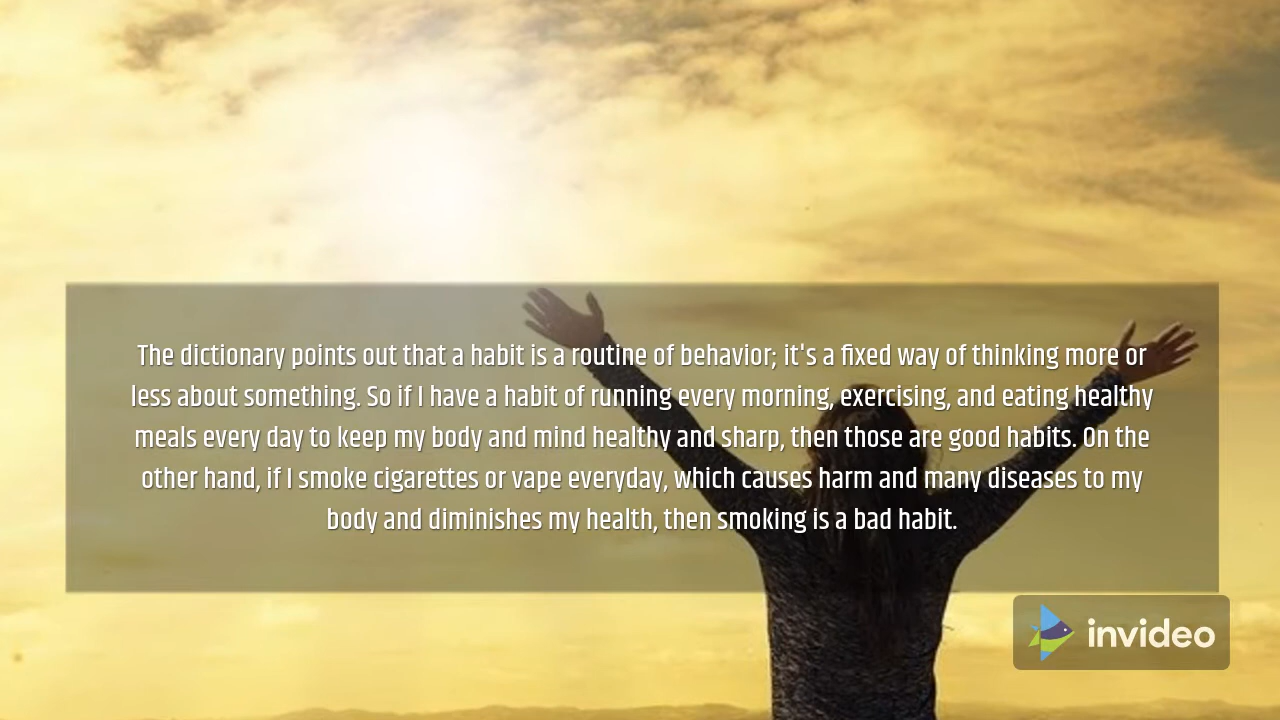 The dictionary points out that a habit is a routine of behavior; it's a fixed way of thinking more or
less about something. So if I have a habit of running every morning, exercising, and eating healthy
meals every day to keep my body and mind healthy and sharp, then those are good habits. On the
other hand, if I smoke cigarettes or vape everyday, which causes harm and many diseases to my
body and diminishes my health, then smoking is a bad habit.
invideo